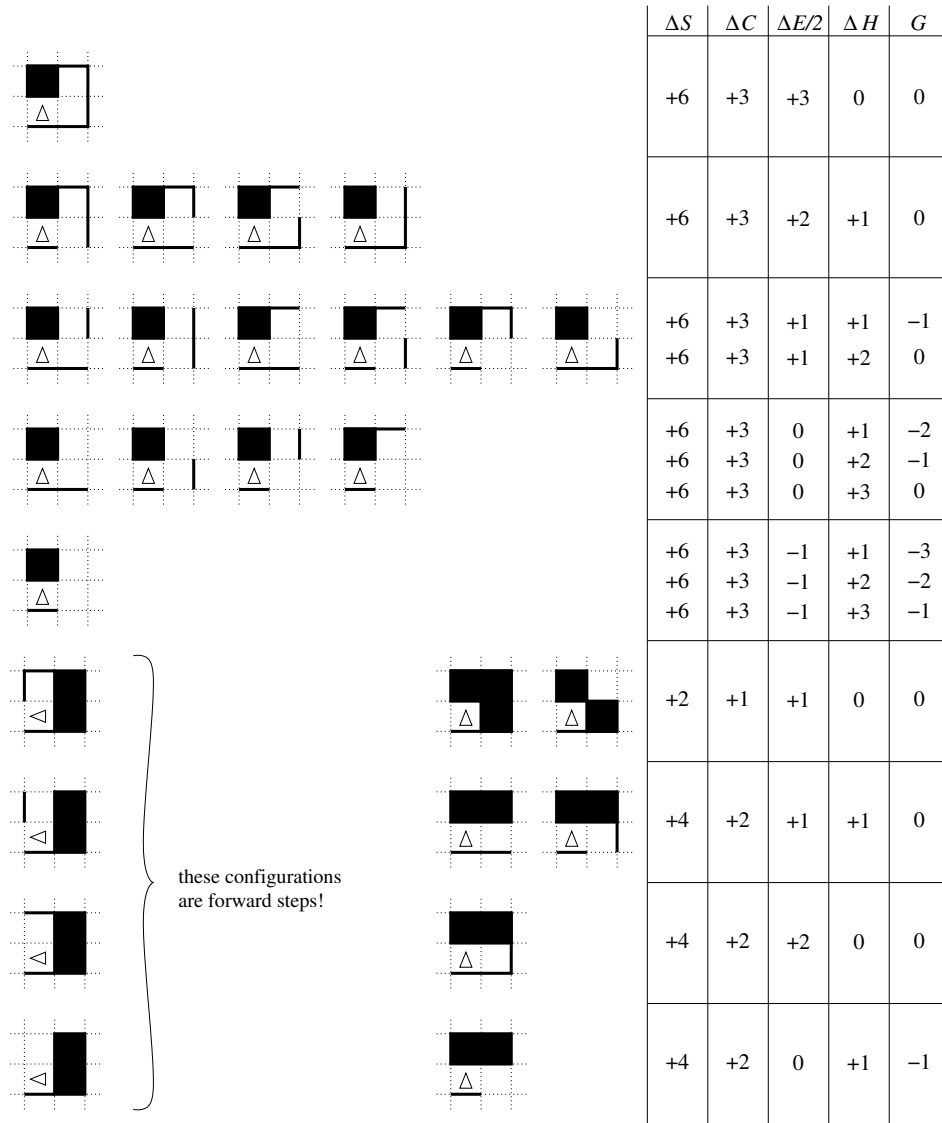 ΔS ΔC ΔE/2 ΔH G
+6 +3 +3 0 0
+6 +3 +2 +1 0
+6 +3 +1 +1 −1
+6 +3 +1 +2 0
+6 +3 0 +1 −2
+6 +3 0 +2 −1
+6 +3 0 +3 0
+6 +3 −1 +1 −3
+6 +3 −1 +2 −2
+6 +3 −1 +3 −1
+2 +1 +1 0 0
+4 +2 +1 +1 0
these configurations
are forward steps!
+4 +2 +2 0 0
+4 +2 0 +1 −1